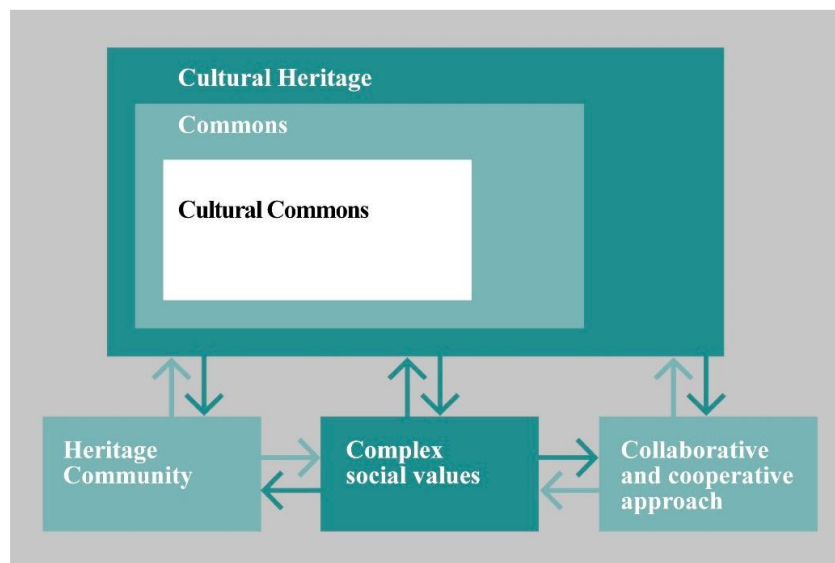 Cultural Heritage
Commons
Cultural Commons
Heritage
Community
Complex
social values
Collaborative
and cooperative
approach